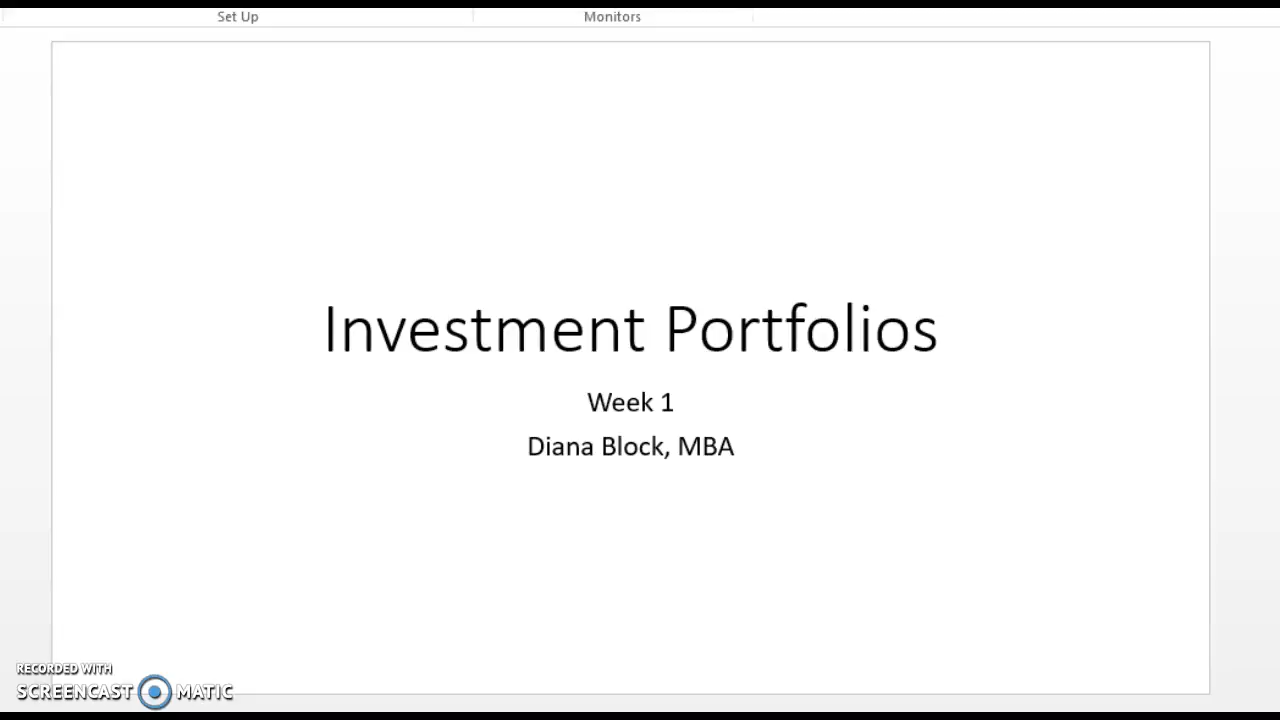 Set Up Monitors
Investment Portfolios
Week 1
Diana Block, MBA
RECORDED WITH
SCREENCAST MATIC